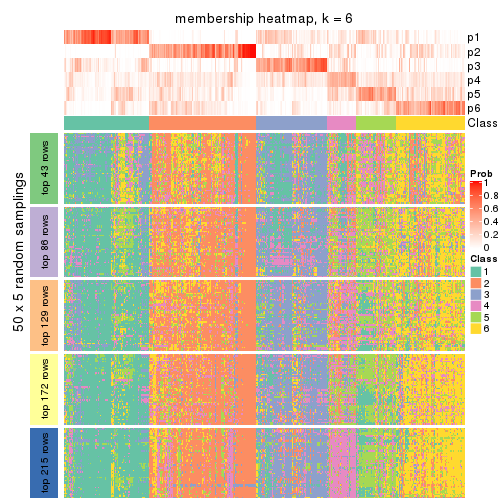 membership heatmap, k = 6
p1
p2
p3
p4
p5
p6
Class
50 x 5 random samplings
top 43 rows
top 86 rows
top 129 rows
top 172 rows
top 215 rows
Prob
1
0.8
0.6
0.4
0.2
0
Class
1
2
3
4
5
6